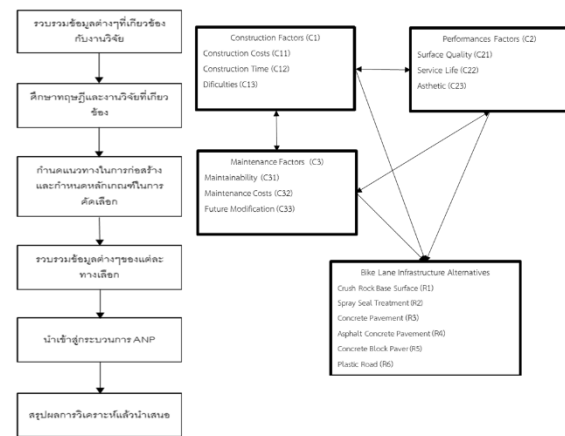 รวบรวมข้อมูลต่างๆที่เกี่ยวข้อง
กับงานวิจัย
ศึกษาทฤษฎีและงานวิจัยที่เกี่ยว
ข้อง
กำหนดแนวทางในการก่อสร้าง
และกำหนดหลักเกณฑ์ในการ
คัดเลือก
รวบรวมข้อมูลต่างๆของแต่ละ
ทางเลือก
นำเข้าสู่กระบวนการ ANP
สรุปผลการวิเคราะห์แล้วนำเสนอ
Construction Factors (C1)
Construction Costs (C11)
Construction Time (C12)
Dificulties (C13)
Performances Factors (C2)
Surface Quality (C21)
Service Life (C22)
Asthetic (C23)
Maintenance Factors (C3)
Maintainability (C31)
Maintenance Costs (C32)
Future Modification (C33)
Bike Lane Infrastructure Alternatives
Crush Rock Base Surface (R1)
Spray Seal Treatment (R2)
Concrete Pavement (R3)
Asphalt Concrete Pavement (R4)
Concrete Block Paver (R5)
Plastic Road (R6)